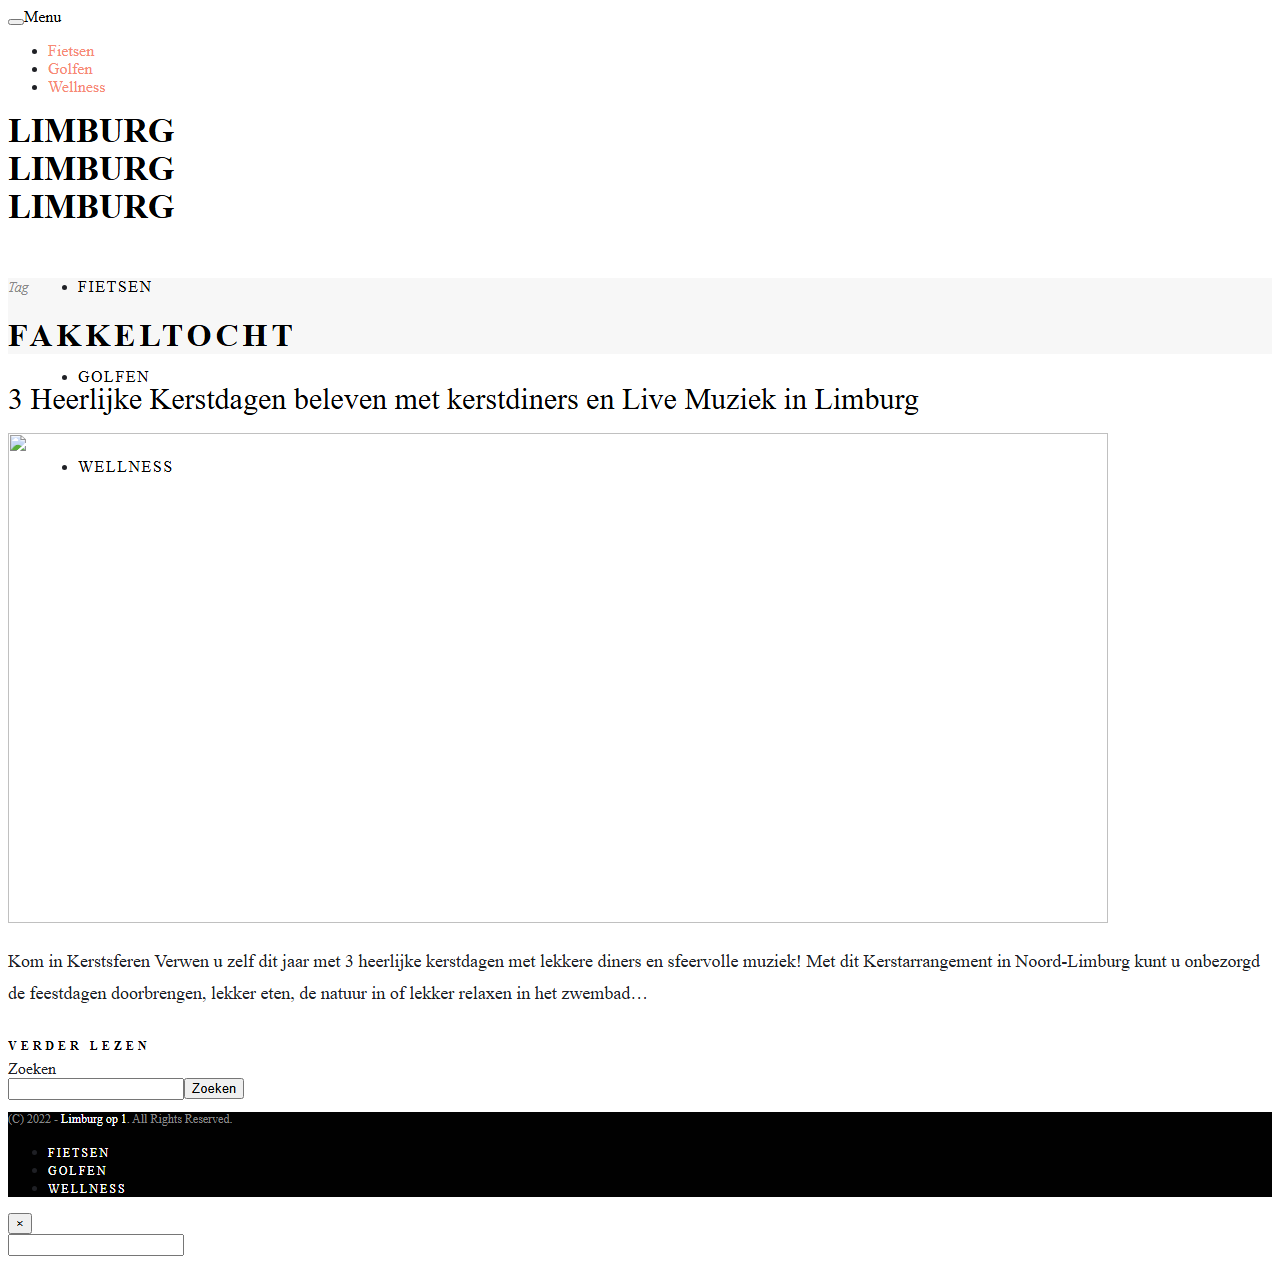 Menu
Fietsen
Golfen
Wellness
LIMBURG
LIMBURG
LIMBURG
Tag
FIETSEN
FAKKELTOCHT
GOLFEN
3 Heerlijke Kerstdagen beleven met kerstdiners en Live Muziek in Limburg
WELLNESS
Kom in Kerstsferen Verwen u zelf dit jaar met 3 heerlijke kerstdagen met lekkere diners en sfeervolle muziek! Met dit Kerstarrangement in Noord-Limburg kunt u onbezorgd
de feestdagen doorbrengen, lekker eten, de natuur in of lekker relaxen in het zwembad…
VERDER LEZEN
Zoeken
Zoeken
(C) 2022 - Limburg op 1. All Rights Reserved.
FIETSEN
GOLFEN
WELLNESS
×